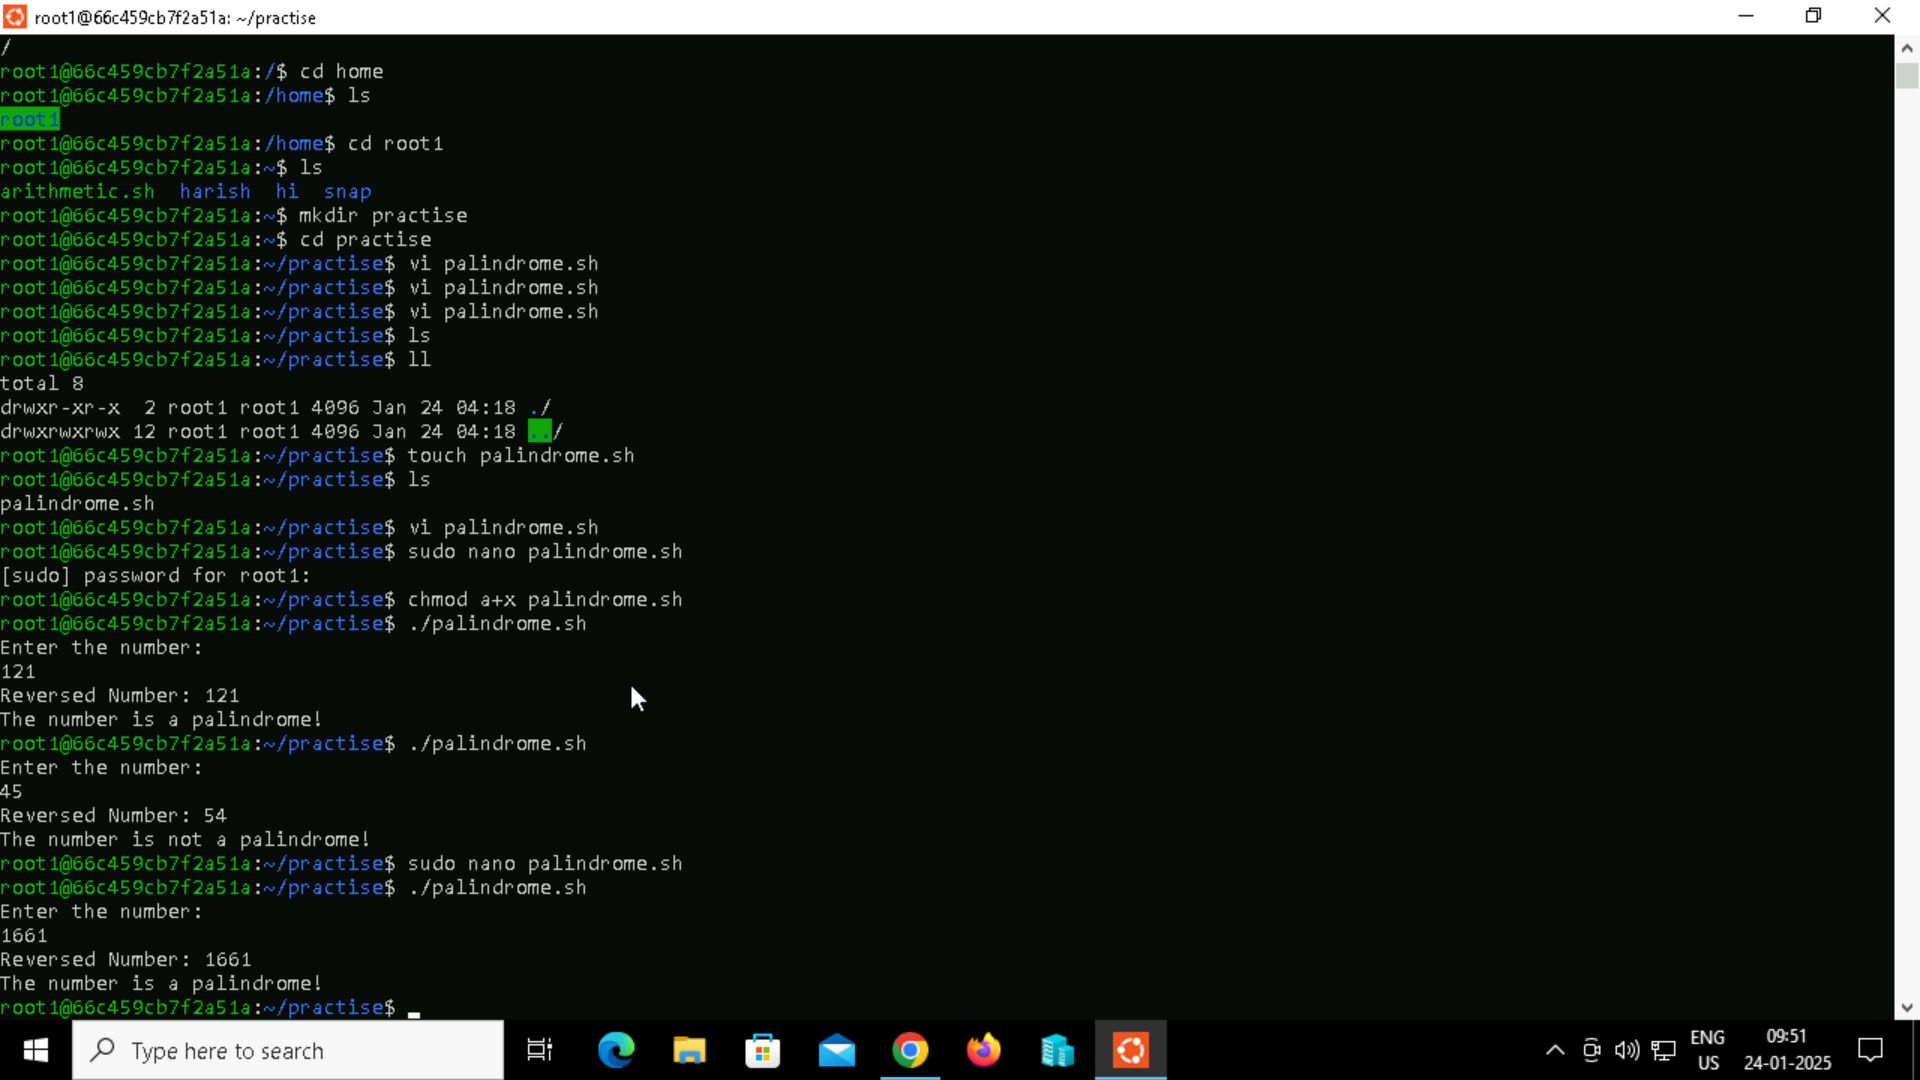 root1@66c459cb7f2a51a: ~/practise
/
root1@66c459cb7f2a51a:/$ cd home
root1@66c459cb7f2a51a:/home$ ls
root1
root1@66c459cb7f2a51a:/home$ cd root1
root1@66c459cb7f2a51a:~$ ls
arithmetic.sh  harish  hi  snap
root1@66c459cb7f2a51a:~$ mkdir practise
root1@66c459cb7f2a51a:~$ cd practise
root1@66c459cb7f2a51a:~/practise$ vi palindrome.sh
root1@66c459cb7f2a51a:~/practise$ vi palindrome.sh
root1@66c459cb7f2a51a:~/practise$ vi palindrome.sh
root1@66c459cb7f2a51a:~/practise$ ls
root1@66c459cb7f2a51a:~/practise$ ll
total 8
drwxr-xr-x  2 root1 root1 4096 Jan 24 04:18 ./
drwxrwxrwx 12 root1 root1 4096 Jan 24 04:18 ../
root1@66c459cb7f2a51a:~/practise$ touch palindrome.sh
root1@66c459cb7f2a51a:~/practise$ ls
palindrome.sh
root1@66c459cb7f2a51a:~/practise$ vi palindrome.sh
root1@66c459cb7f2a51a:~/practise$ sudo nano palindrome.sh
[sudo] password for root1:
root1@66c459cb7f2a51a:~/practise$ chmod a+x palindrome.sh
root1@66c459cb7f2a51a:~/practise$ ./palindrome.sh
Enter the number:
121
Reversed Number: 121
The number is a palindrome!
root1@66c459cb7f2a51a:~/practise$ ./palindrome.sh
Enter the number:
45
Reversed Number: 54
The number is not a palindrome!
root1@66c459cb7f2a51a:~/practise$ sudo nano palindrome.sh
root1@66c459cb7f2a51a:~/practise$ ./palindrome.sh
Enter the number:
1661
Reversed Number: 1661
The number is a palindrome!
root1@66c459cb7f2a51a:~/practise$
Type here to search
ENG
US
09:51
24-01-2025